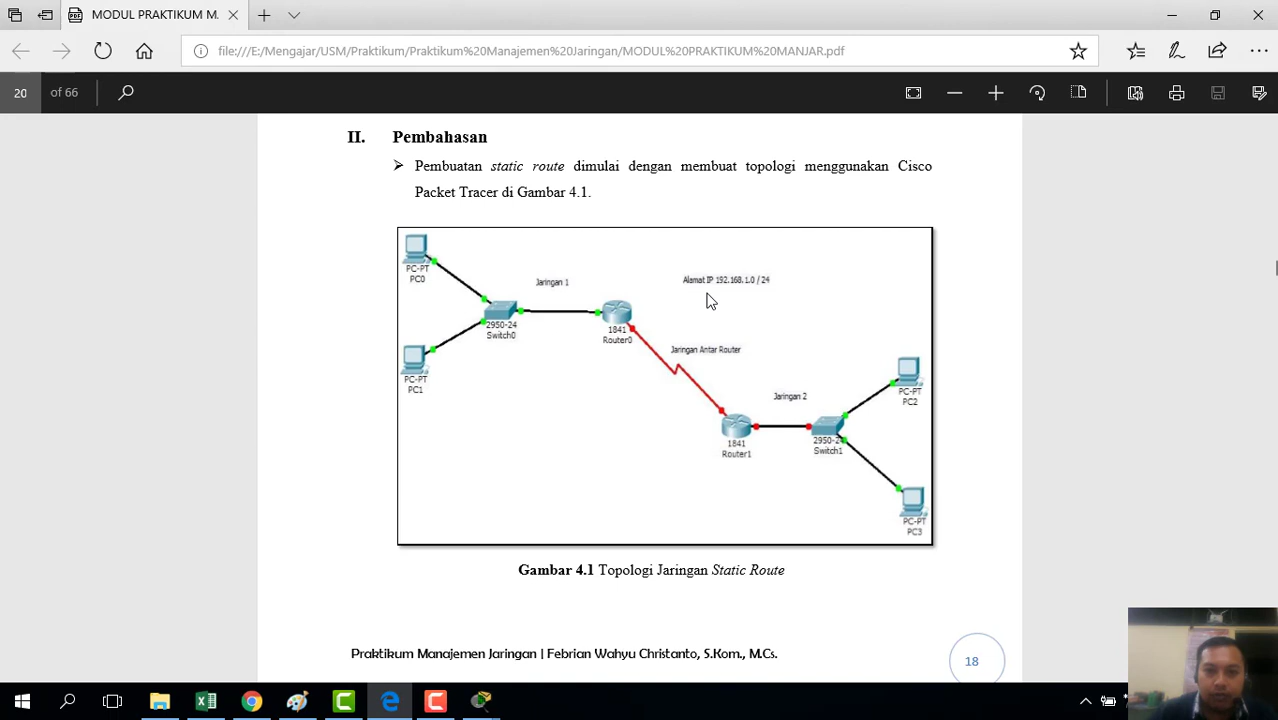 MODUL PRAKTIKUM M.
file:///E:/Mengajar/USM/Praktikum/Praktikum%20Manajemen%20Jaringan/MODUL%20PRAKTIKUM%20MANJAR.pdf
20 of 66
II. Pembahasan
Pembuatan static route dimulai dengan membuat topologi menggunakan Cisco
Packet Tracer di Gambar 4.1.
PC-PT
PC0
Jaringan 1
Alamat IP 192.168.1.0 / 24
2950-24
Switch0
1841
Router0
Jaringan Antar Router
PC-PT
PC1
Jaringan 2
PC-PT
PC2
1841
Router1
2950-24
Switch1
PC-PT
PC3
Gambar 4.1 Topologi Jaringan Static Route
Praktikum Manajemen Jaringan | Febrian Wahyu Christanto, S.Kom., M.Cs.
18